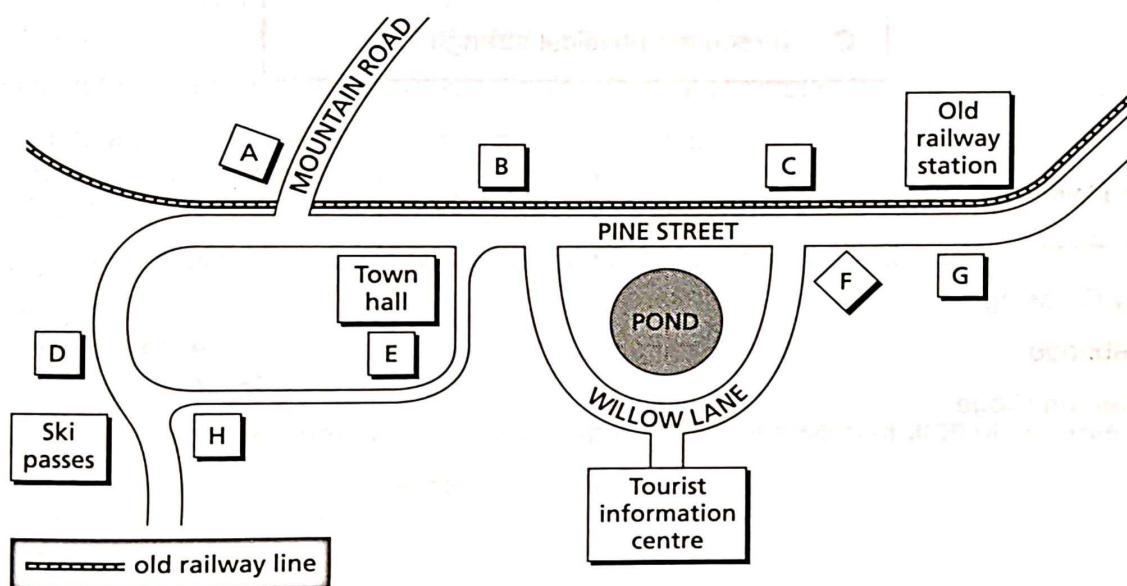 MOUNTAIN ROAD
A
B
C
Old
railway
station
PINE STREET
Town
hall
POND
F
G
D
E
WILLOW LANE
H
Ski
passes
Tourist
information
centre
old railway line